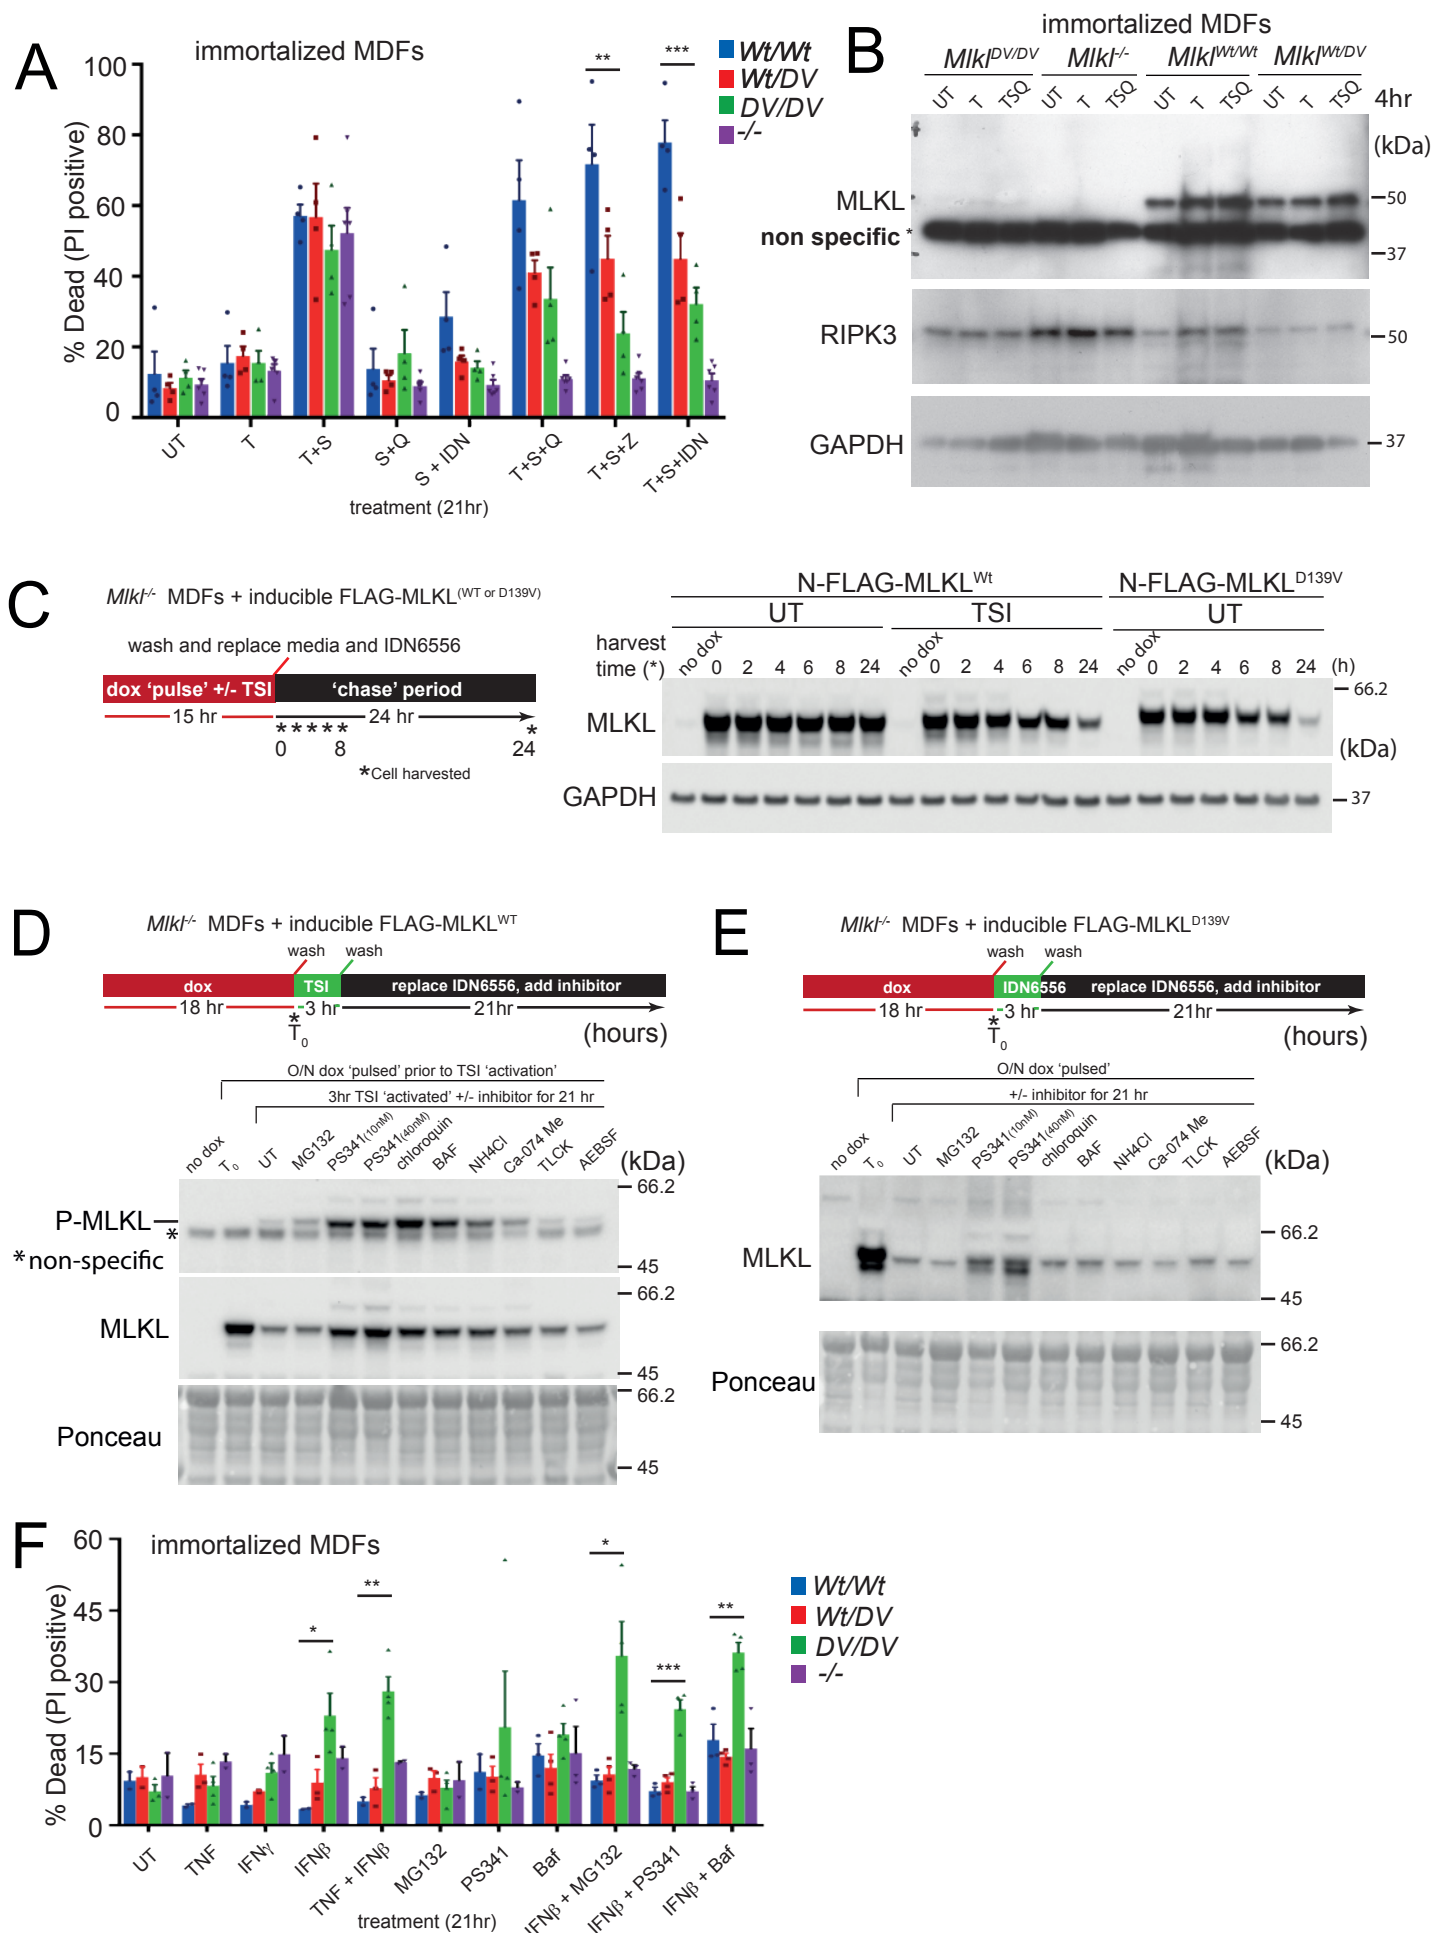 A
immortalized MDFs
Wt/Wt
Wt/DV
DV/DV
-/-
**
***
% Dead (PI positive)
100
80
60
40
20
0
UT
T
T+S
S+Q
S + IDN
T+S+Q
T+S+Z
T+S+IDN
treatment (21hr)
B
immortalized MDFs
Mlkl^DV/DV Mlkl^-/- Mlkl^Wt/Wt Mlkl^Wt/DV
UT T TSQ UT T TSQ UT T TSQ UT T TSQ 4hr
(kDa)
MLKL
non specific *
50
37
RIPK3
50
GAPDH
37
C
Mlkl^-/- MDFs + inducible FLAG-MLKL^(WT or D139V)
wash and replace media and IDN6556
dox 'pulse' +/- TSI 'chase' period
15 hr 24 hr
* * * * * *
0 8 24
*Cell harvested
N-FLAG-MLKL^Wt N-FLAG-MLKL^D139V
UT TSI UT
harvest
time (*)
no dox 0 2 4 6 8 24 no dox 0 2 4 6 8 24 no dox 0 2 4 6 8 24 (h)
66.2
MLKL
(kDa)
GAPDH
37
D
Mlkl^-/- MDFs + inducible FLAG-MLKL^WT
wash wash
dox TSI replace IDN6556, add inhibitor
18 hr 3 hr 21hr
*
T0
(hours)
O/N dox 'pulsed' prior to TSI 'activation'
3hr TSI 'activated' +/- inhibitor for 21 hr
no dox T0 UT MG132 PS341(10nM) PS341(40nM) chloroquin BAF NH4Cl Ca-074 Me TLCK AEBSF
(kDa)
66.2
P-MLKL
*
*non-specific
45
66.2
MLKL
45
66.2
Ponceau
45
E
Mlkl^-/- MDFs + inducible FLAG-MLKL^D139V
wash wash
dox IDN6556 replace IDN6556, add inhibitor
18 hr 3 hr 21hr
*
T0
(hours)
O/N dox 'pulsed'
+/- inhibitor for 21 hr
no dox T0 UT MG132 PS341(10nM) PS341(40nM) chloroquin BAF NH4Cl Ca-074 Me TLCK AEBSF
(kDa)
66.2
MLKL
45
66.2
Ponceau
45
F
immortalized MDFs
Wt/Wt
Wt/DV
DV/DV
-/-
*
**
*
***
**
% Dead (PI positive)
60
45
30
15
0
UT
TNF
IFNγ
IFNβ
TNF + IFNβ
MG132
PS341
Baf
IFNβ + MG132
IFNβ + PS341
IFNβ + Baf
treatment (21hr)